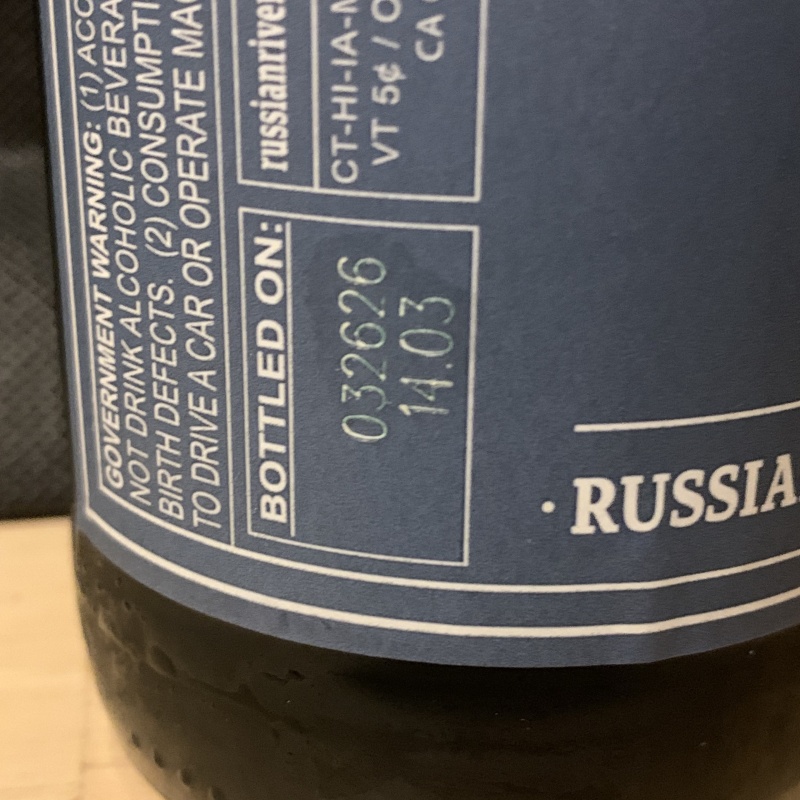 GOVERNMENT WARNING: (1) ACC
NOT DRINK ALCOHOLIC BEVERA
BIRTH DEFECTS. (2) CONSUMPTI
TO DRIVE A CAR OR OPERATE MAC
russianriver
CT-HI-IA-M
VT 5¢ / O
CA
BOTTLED ON:
032626
14.03
· RUSSIA